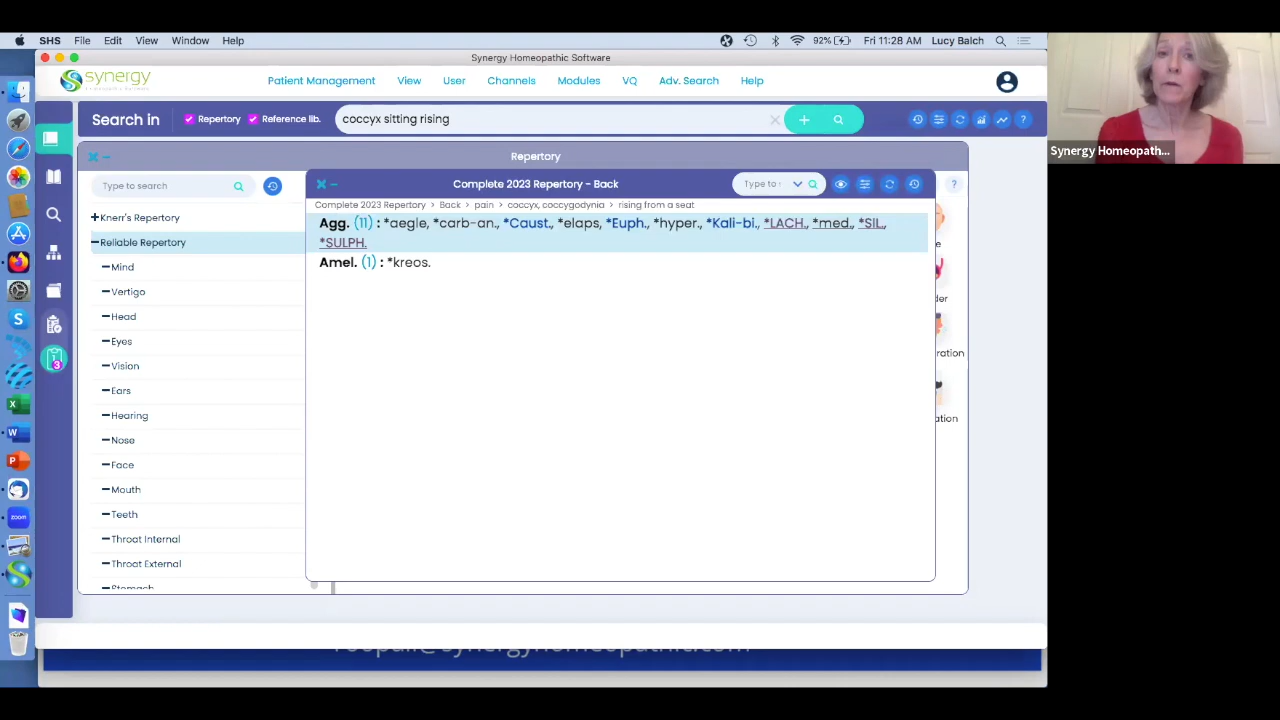 SHS File Edit View Window Help 92% Fri 11:28 AM Lucy Balch
Synergy Homeopathic Software
synergy Patient Management View User Channels Modules VQ Adv. Search Help
Search in Repertory Reference lib. coccyx sitting rising
Repertory
Type to search
Knerr's Repertory
Reliable Repertory
Mind
Vertigo
Head
Eyes
Vision
Ears
Hearing
Nose
Face
Mouth
Teeth
Throat Internal
Throat External
Stomach
Complete 2023 Repertory - Back
Complete 2023 Repertory > Back > pain > coccyx, coccygodynia > rising from a seat
Agg. (11) : *aegle, *carb-an., *Caust., *elaps, *Euph., *hyper., *Kali-bi., *LACH., *med., *SIL.,
*SULPH.
Amel. (1) : *kreos.
Synergy Homeopath...